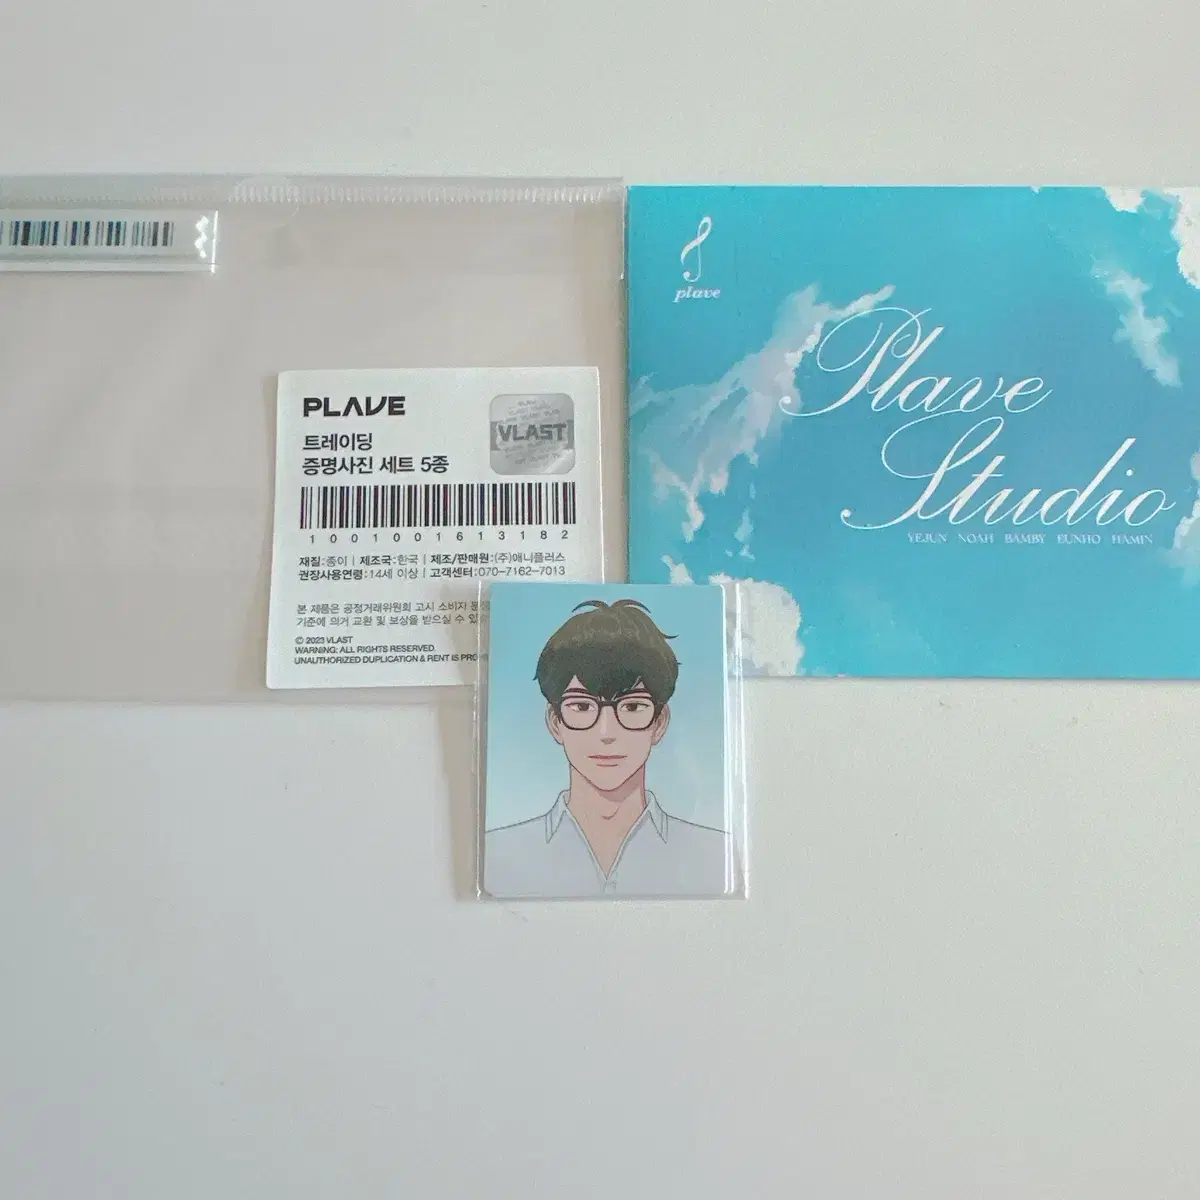 PLAVE
트레이딩
증명사진 세트 5종
VLAST
1001001613182
재질:종이 | 제조국:한국 | 제조/판매원:(주)애니플러스
권장사용연령:14세 이상 | 고객센터:070-7162-7013
본 제품은 공정거래위원회 고시 소비자
기준에 의거 교환 및 보상을 받으실 수
© 2023 VLAST
WARNING: ALL RIGHTS RESERVED.
UNAUTHORIZED DUPLICATION & RENT IS
plave
Plave
Studio
YEJUN NOAH BAMBY EUNHO HAMIN